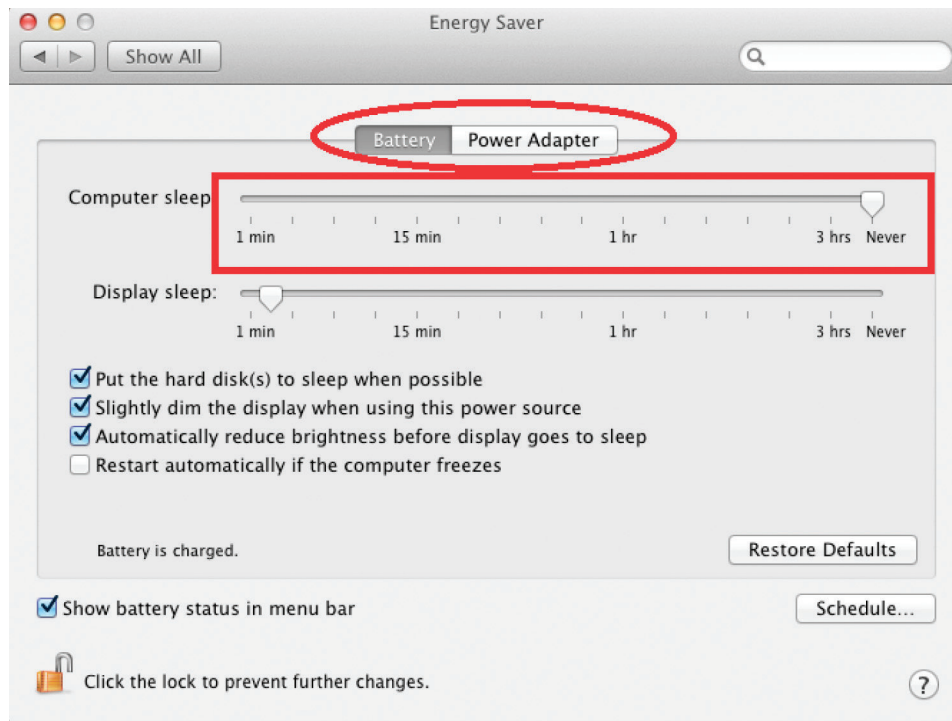 Energy Saver
Show All
Battery Power Adapter
Computer sleep
1 min 15 min 1 hr 3 hrs Never
Display sleep:
1 min 15 min 1 hr 3 hrs Never
Put the hard disk(s) to sleep when possible
Slightly dim the display when using this power source
Automatically reduce brightness before display goes to sleep
Restart automatically if the computer freezes
Battery is charged.
Restore Defaults
Show battery status in menu bar
Schedule...
Click the lock to prevent further changes.
?